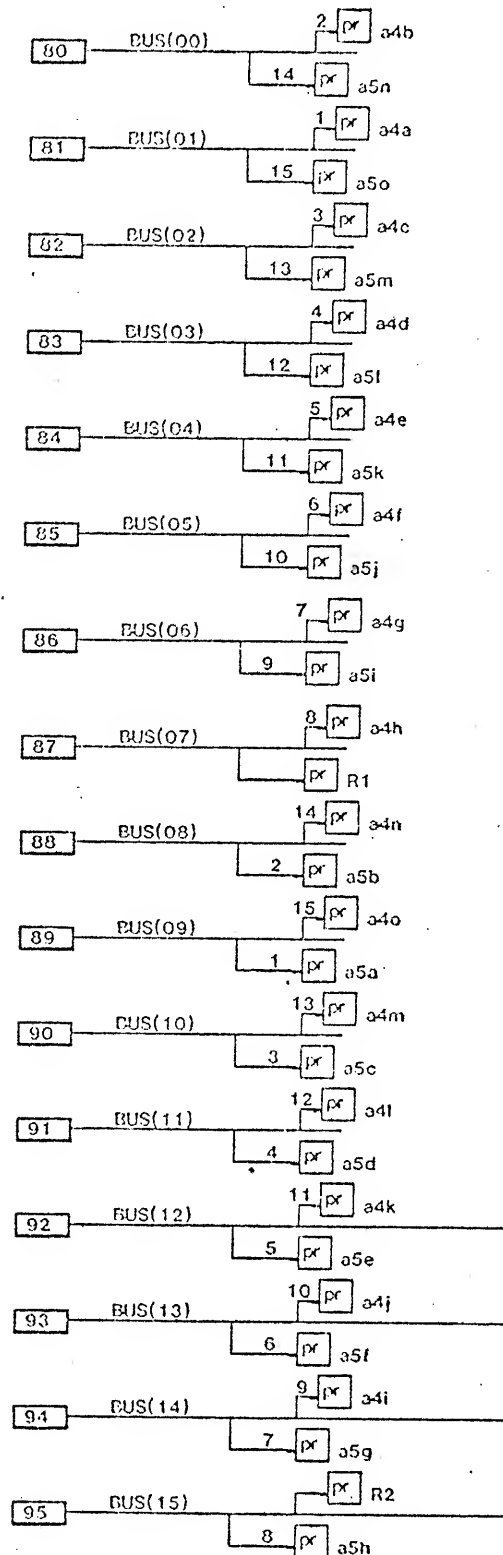 2 pr a4b
80 BUS(00)
14 pr a5n
1 pr a4a
81 BUS(01)
15 pr a5o
3 pr a4c
82 BUS(02)
13 pr a5m
4 pr a4d
83 BUS(03)
12 pr a5l
5 pr a4e
84 BUS(04)
11 pr a5k
6 pr a4f
85 BUS(05)
10 pr a5j
7 pr a4g
86 BUS(06)
9 pr a5i
8 pr a4h
87 BUS(07)
pr R1
14 pr a4n
88 BUS(08)
2 pr a5b
15 pr a4o
89 BUS(09)
1 pr a5a
13 pr a4m
90 BUS(10)
3 pr a5c
12 pr a4l
91 BUS(11)
4 pr a5d
11 pr a4k
92 BUS(12)
5 pr a5e
10 pr a4j
93 BUS(13)
6 pr a5f
9 pr a4i
94 BUS(14)
7 pr a5g
pr R2
95 BUS(15)
8 pr a5h